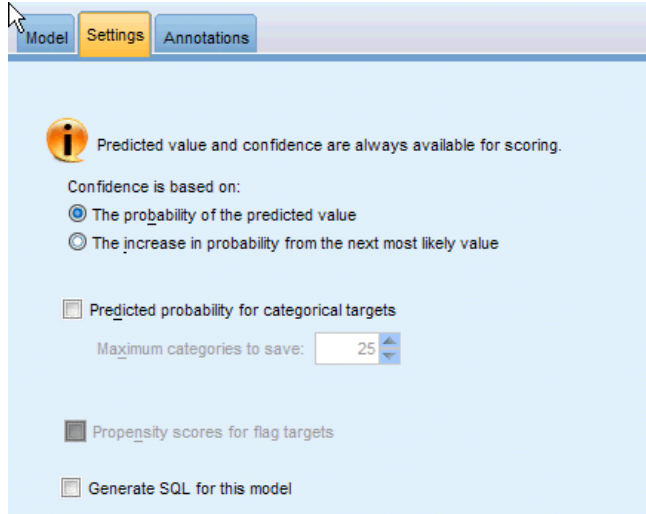 Model Settings Annotations
Predicted value and confidence are always available for scoring.
Confidence is based on:
The probability of the predicted value
The increase in probability from the next most likely value
Predicted probability for categorical targets
Maximum categories to save: 25
Propensity scores for flag targets
Generate SQL for this model